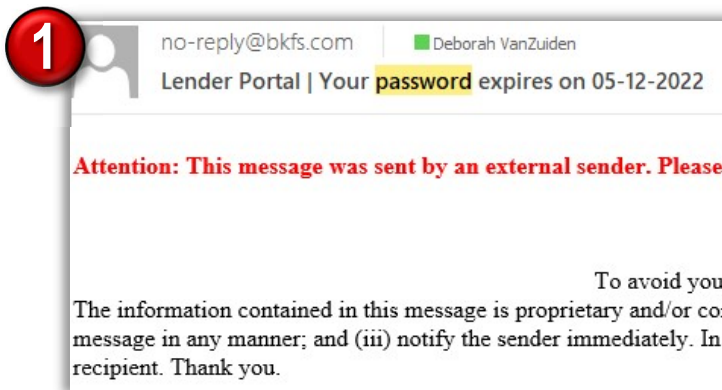 1
no-reply@bkfs.com Deborah VanZuiden
Lender Portal | Your password expires on 05-12-2022
Attention: This message was sent by an external sender. Please
To avoid you
The information contained in this message is proprietary and/or
message in any manner; and (iii) notify the sender immediately. In
recipient. Thank you.